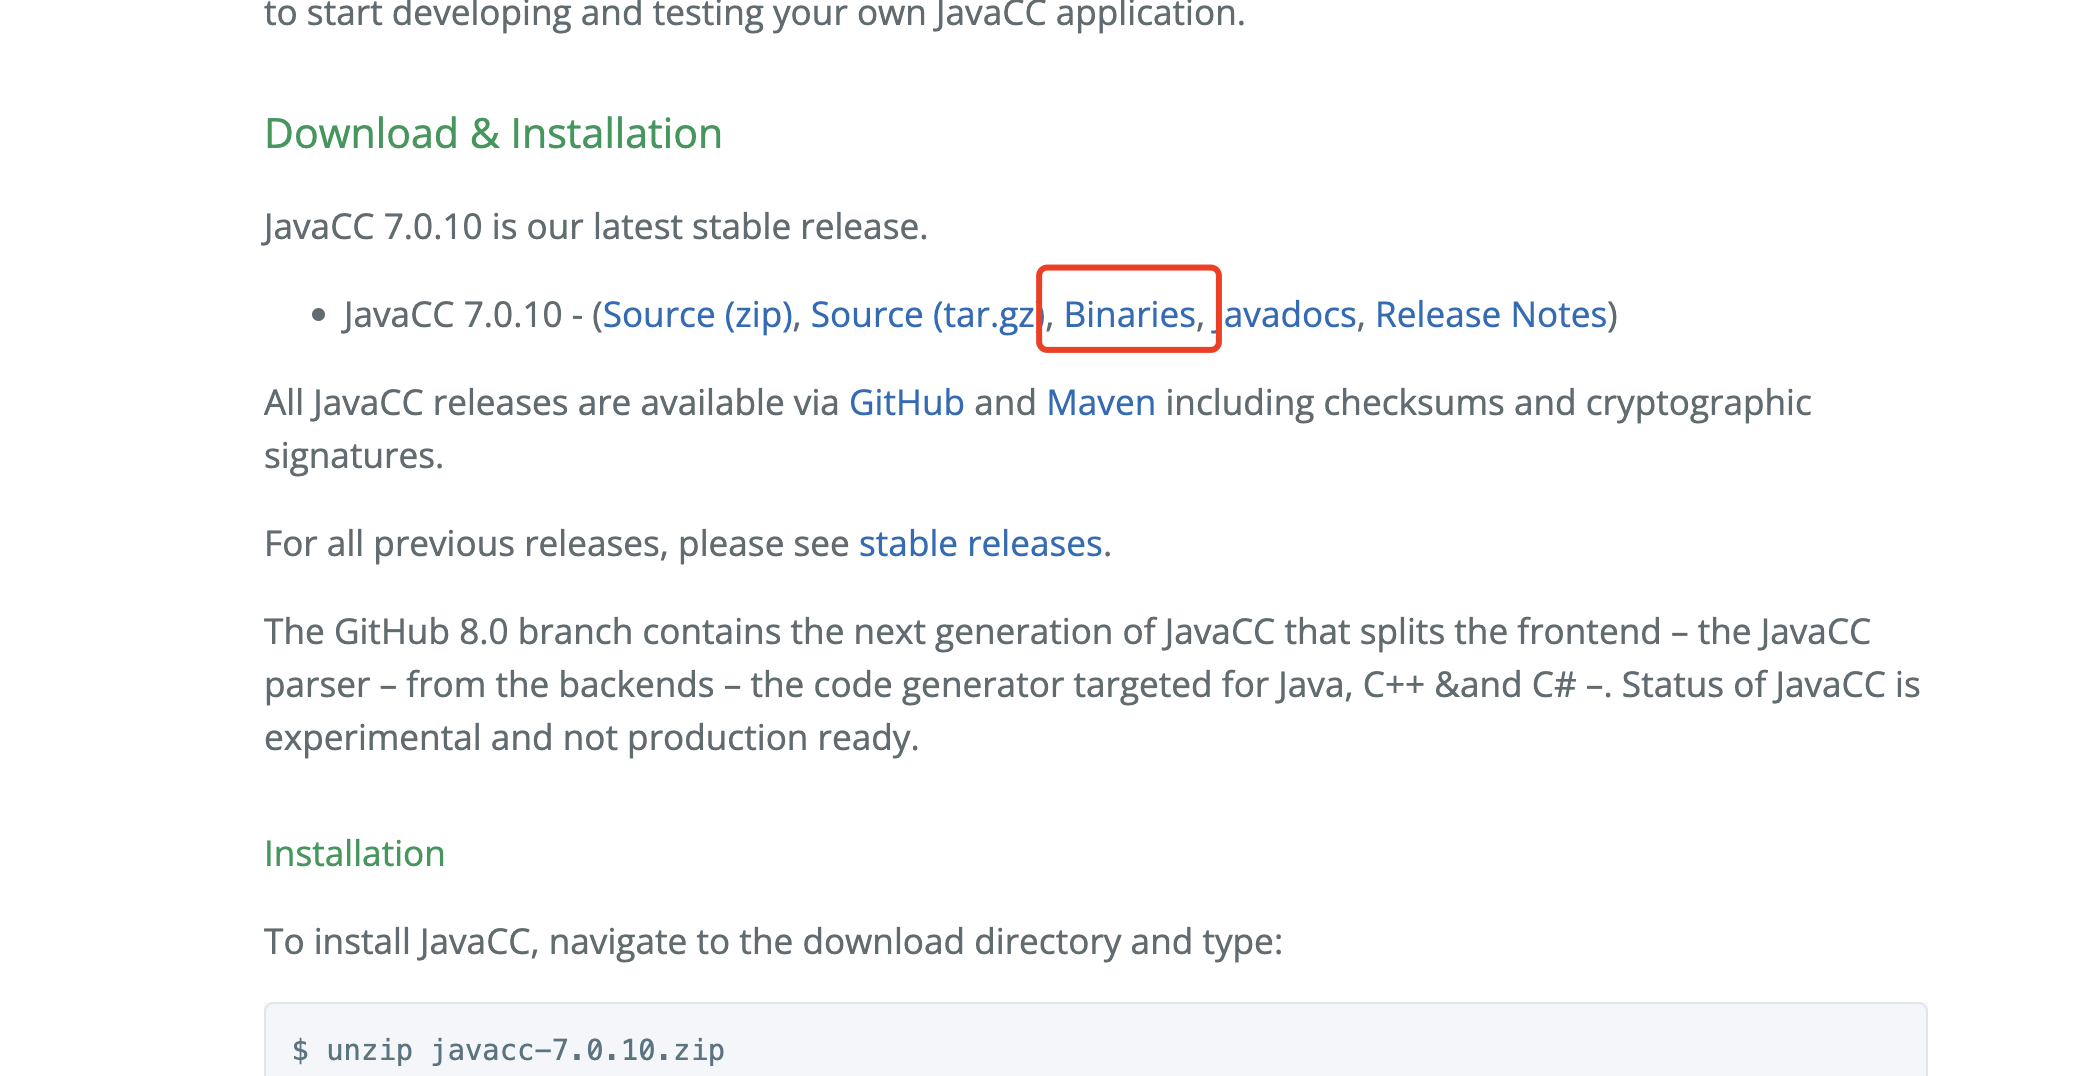 to start developing and testing your own JavaCC application.
Download & Installation
JavaCC 7.0.10 is our latest stable release.
• JavaCC 7.0.10 - (Source (zip), Source (tar.gz), Binaries, Javadocs, Release Notes)
All JavaCC releases are available via GitHub and Maven including checksums and cryptographic
signatures.
For all previous releases, please see stable releases.
The GitHub 8.0 branch contains the next generation of JavaCC that splits the frontend – the JavaCC
parser – from the backends – the code generator targeted for Java, C++ &and C# –. Status of JavaCC is
experimental and not production ready.
Installation
To install JavaCC, navigate to the download directory and type:
$ unzip javacc-7.0.10.zip